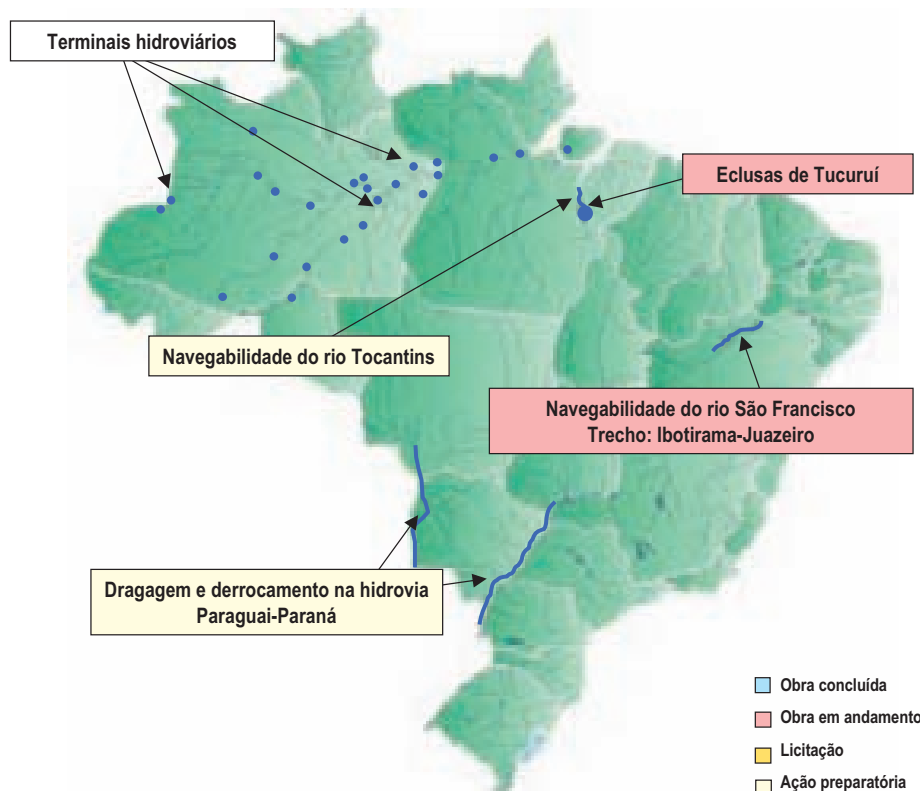 Terminais hidroviários
Eclusas de Tucuruí
Navegabilidade do rio Tocantins
Navegabilidade do rio São Francisco
Trecho: Ibotirama-Juazeiro
Dragagem e derrocamento na hidrovia
Paraguai-Paraná
Obra concluída
Obra em andamento
Licitação
Ação preparatória